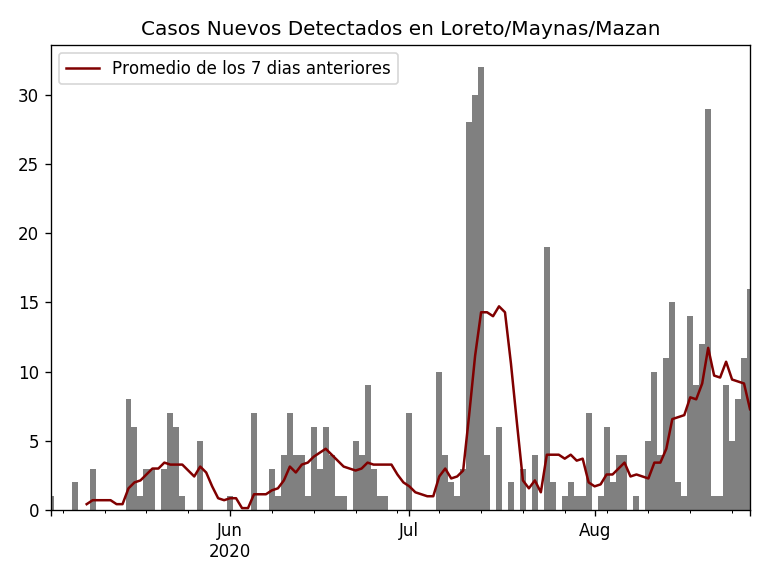 Casos Nuevos Detectados en Loreto/Maynas/Mazan
Promedio de los 7 dias anteriores
30
25
20
15
10
5
0
Jun
2020
Jul
Aug